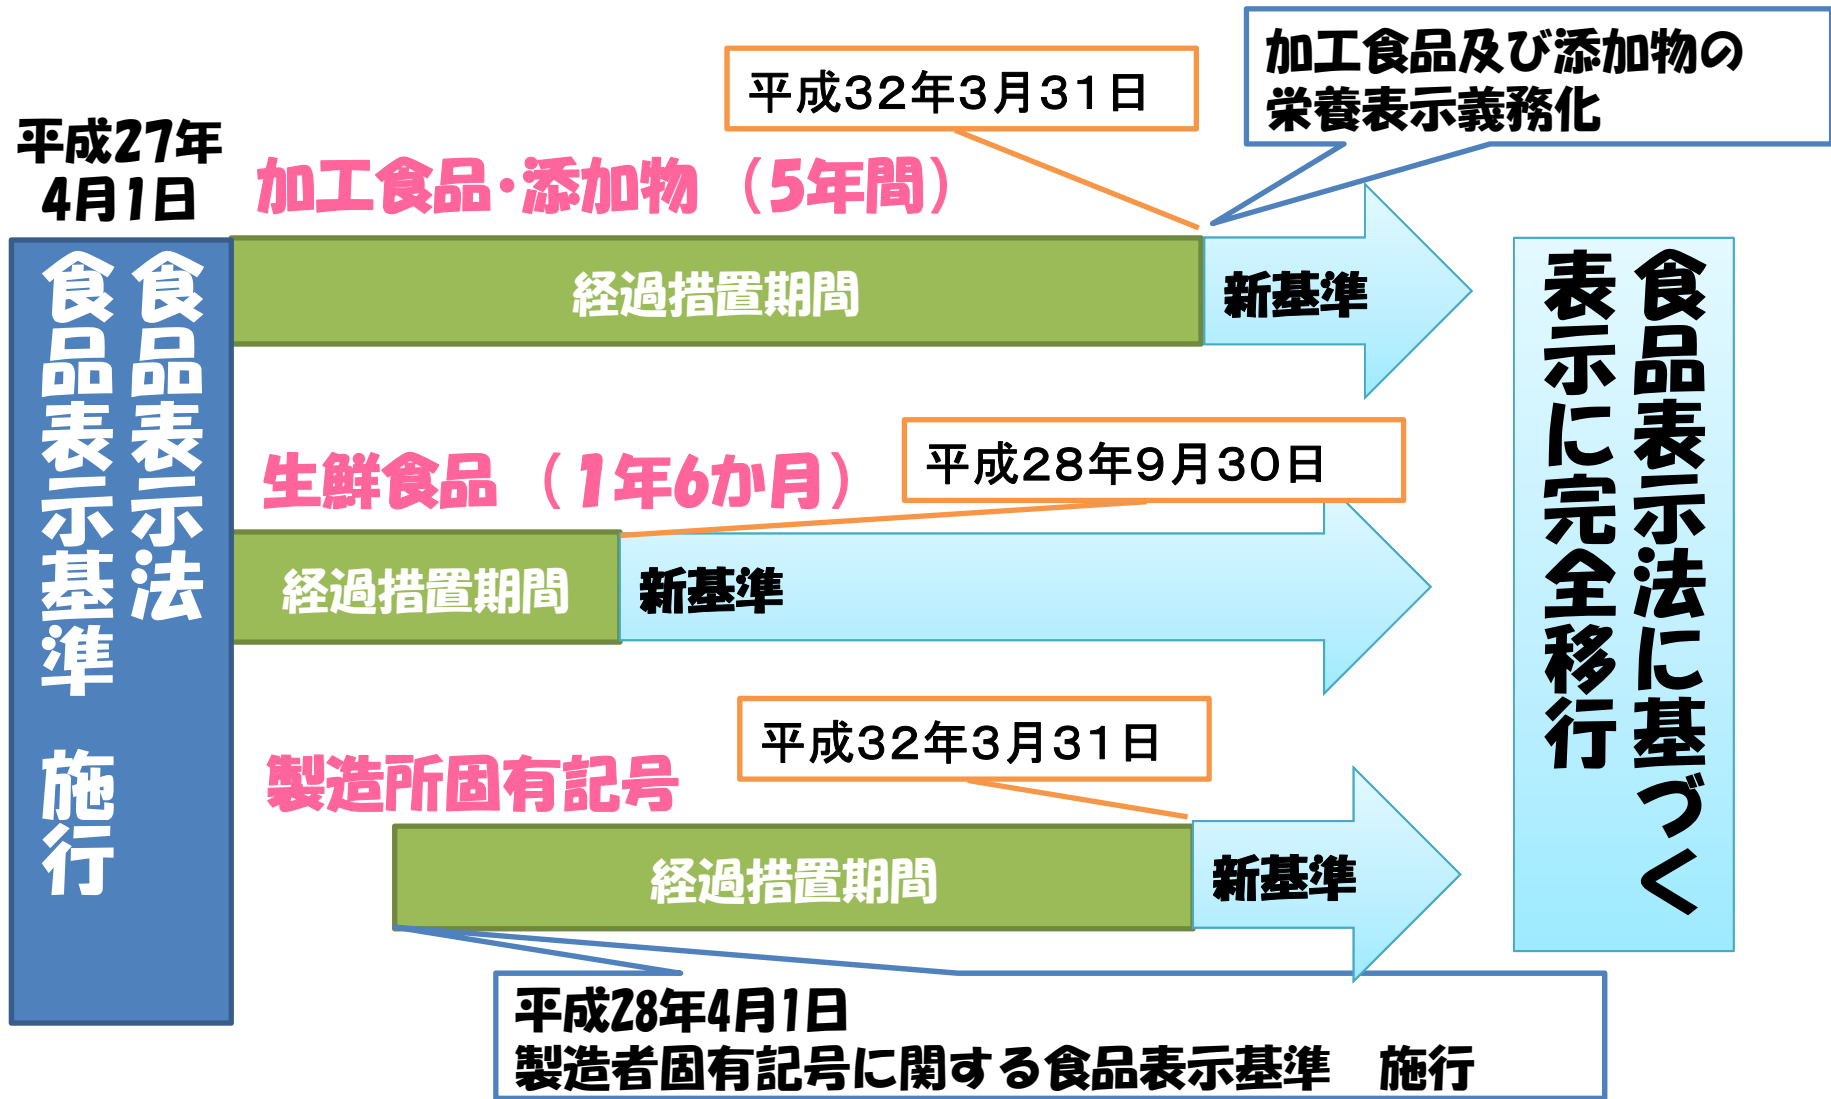 平成27年
4月1日
食品表示法
食品表示基準　施行
加工食品・添加物（5年間）
平成32年3月31日
加工食品及び添加物の
栄養表示義務化
経過措置期間
新基準
生鮮食品（1年6か月）
平成28年9月30日
経過措置期間
新基準
製造所固有記号
平成32年3月31日
経過措置期間
新基準
平成28年4月1日
製造者固有記号に関する食品表示基準　施行
食品表示法に基づく
表示に完全移行